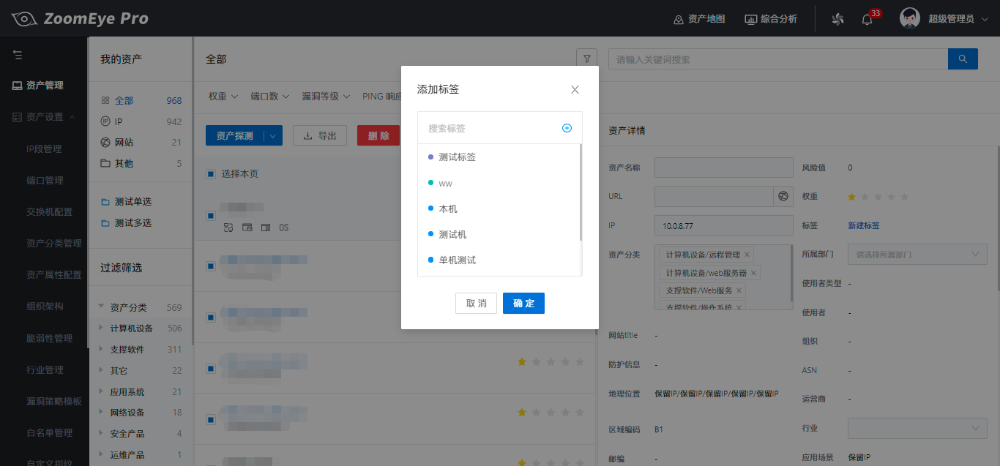 ZoomEye Pro
资产地图
综合分析
33
超级管理员
资产管理
资产设置
IP段管理
端口管理
交换机配置
资产分类管理
资产属性配置
组织架构
脆弱性管理
行业管理
漏洞策略模板
白名单管理
自定义指纹
我的资产
全部 968
IP 942
网站 21
其他 5
测试单选
测试多选
过滤筛选
资产分类 569
计算机设备 506
支撑软件 311
其它 22
应用系统 21
网络设备 18
安全产品 4
运维产品 1
全部
请输入关键词搜索
权重 端口数 漏洞等级 PING 响应
资产探测 导出 删 除
选择本页
OS
添加标签
搜索标签
测试标签
ww
本机
测试机
单机测试
取 消 确 定
资产详情
资产名称
风险值 0
URL
权重
IP 10.0.8.77
标签 新建标签
资产分类
计算机设备/远程管理
计算机设备/web服务器
支撑软件/Web服务
支撑软件/操作系统
所属部门 请选择所属部门
使用者类型 -
使用者 -
网站title -
组织 -
防护信息 -
ASN -
地理位置 保留IP/保留IP/保留IP/保留IP/保留IP
运营商 -
区域编码 B1
行业
邮编 -
应用场景 保留IP